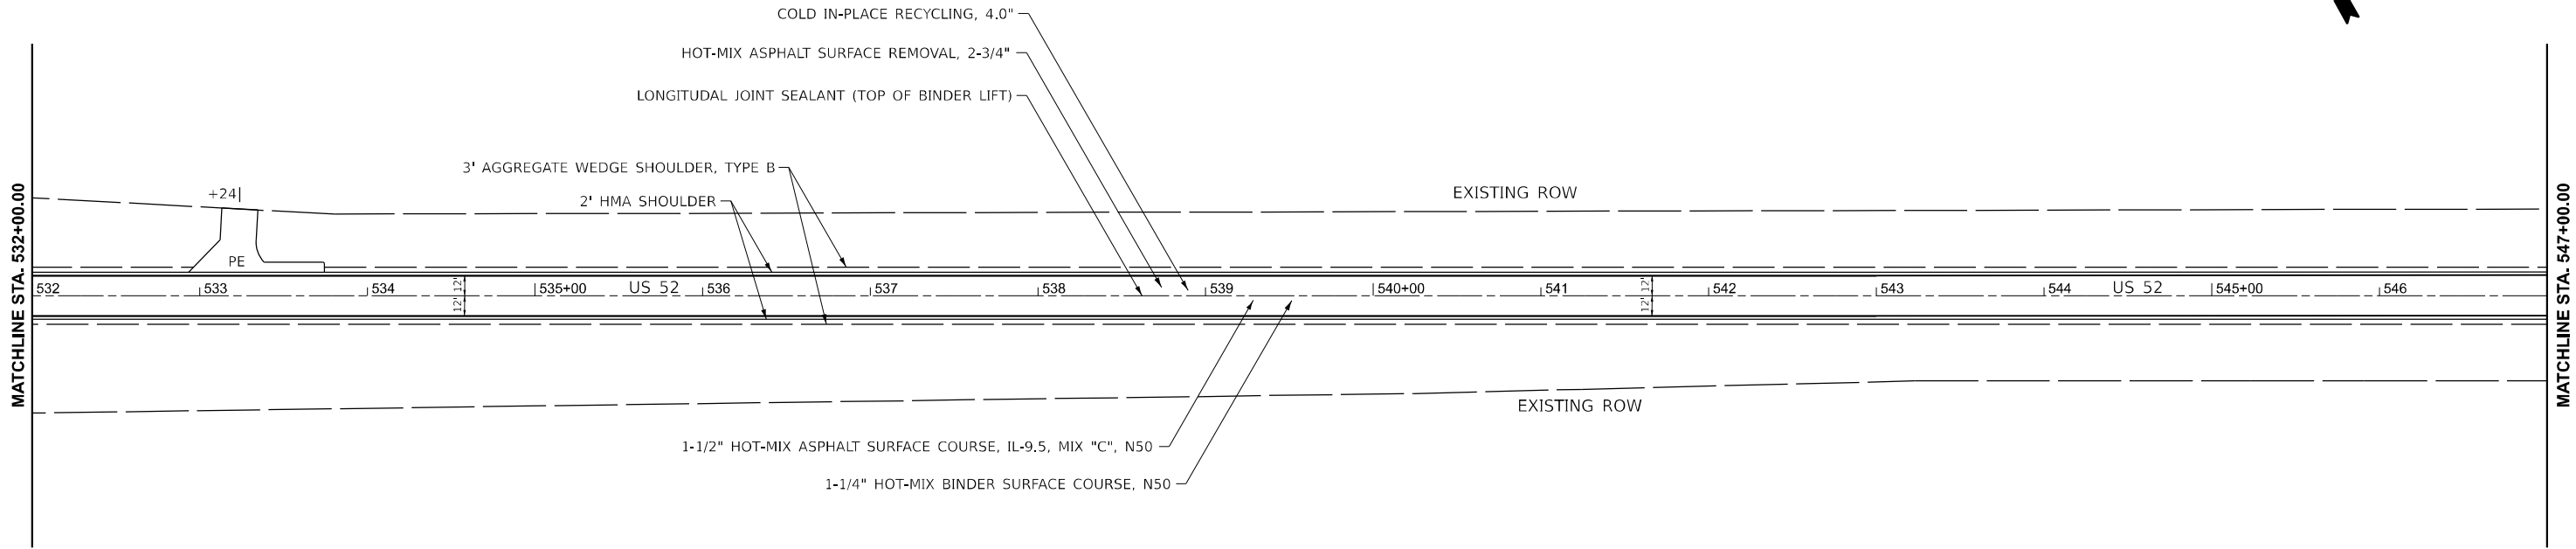 COLD IN-PLACE RECYCLING, 4.0"
HOT-MIX ASPHALT SURFACE REMOVAL, 2-3/4"
LONGITUDAL JOINT SEALANT (TOP OF BINDER LIFT)
3' AGGREGATE WEDGE SHOULDER, TYPE B
2' HMA SHOULDER
+24
EXISTING ROW
PE
MATCHLINE STA. 532+00.00
532 533 534 535+00 US 52 536 537 538 539 540+00 541 542 543 544 US 52 545+00 546
12' 12'
12' 12'
MATCHLINE STA. 547+00.00
EXISTING ROW
1-1/2" HOT-MIX ASPHALT SURFACE COURSE, IL-9.5, MIX "C", N50
1-1/4" HOT-MIX BINDER SURFACE COURSE, N50